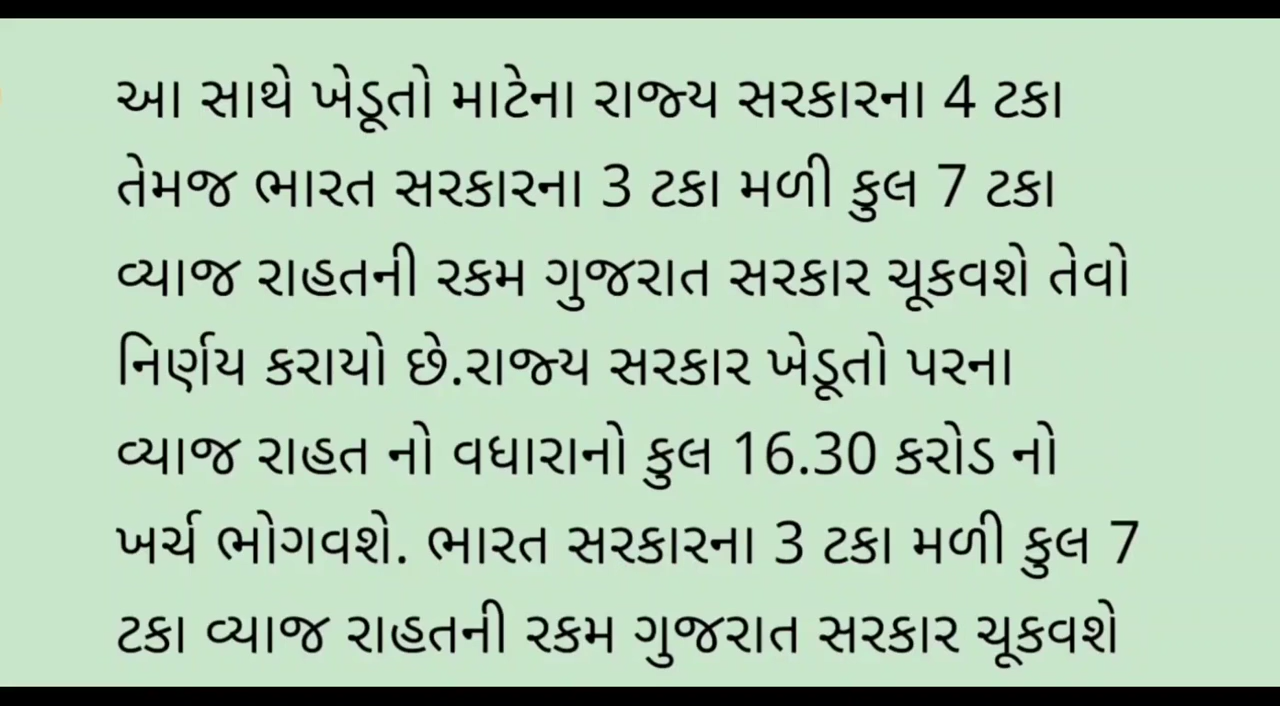 આ સાથે ખેડૂતો માટેના રાજ્ય સરકારના 4 ટકા
તેમજ ભારત સરકારના 3 ટકા મળી કુલ 7 ટકા
વ્યાજ રાહતની રકમ ગુજરાત સરકાર ચૂકવશે તેવો
નિર્ણય કરાયો છે.રાજ્ય સરકાર ખેડૂતો પરના
વ્યાજ રાહત નો વધારાનો કુલ 16.30 કરોડ નો
ખર્ચ ભોગવશે. ભારત સરકારના 3 ટકા મળી કુલ 7
ટકા વ્યાજ રાહતની રકમ ગુજરાત સરકાર ચૂકવશે